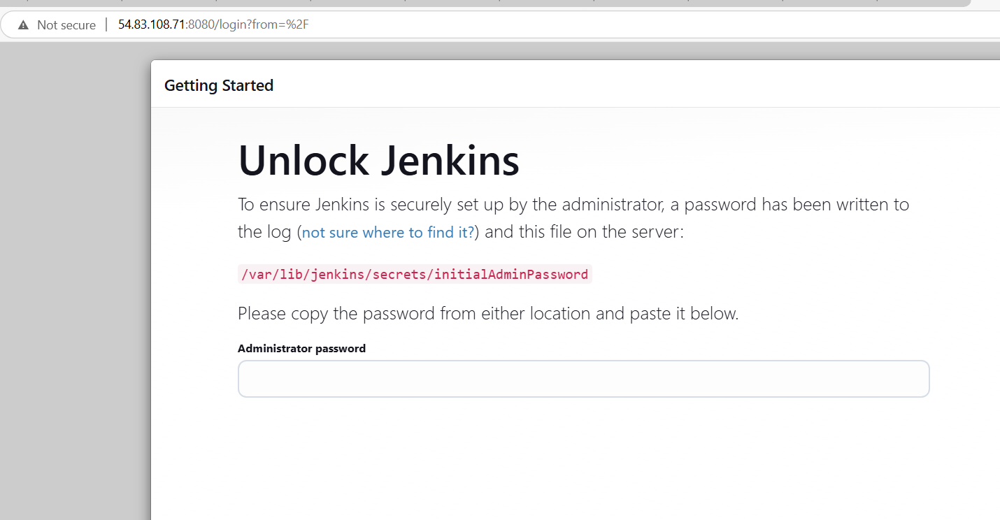 Not secure | 54.83.108.71:8080/login?from=%2F
Getting Started
Unlock Jenkins
To ensure Jenkins is securely set up by the administrator, a password has been written to
the log (not sure where to find it?) and this file on the server:
/var/lib/jenkins/secrets/initialAdminPassword
Please copy the password from either location and paste it below.
Administrator password